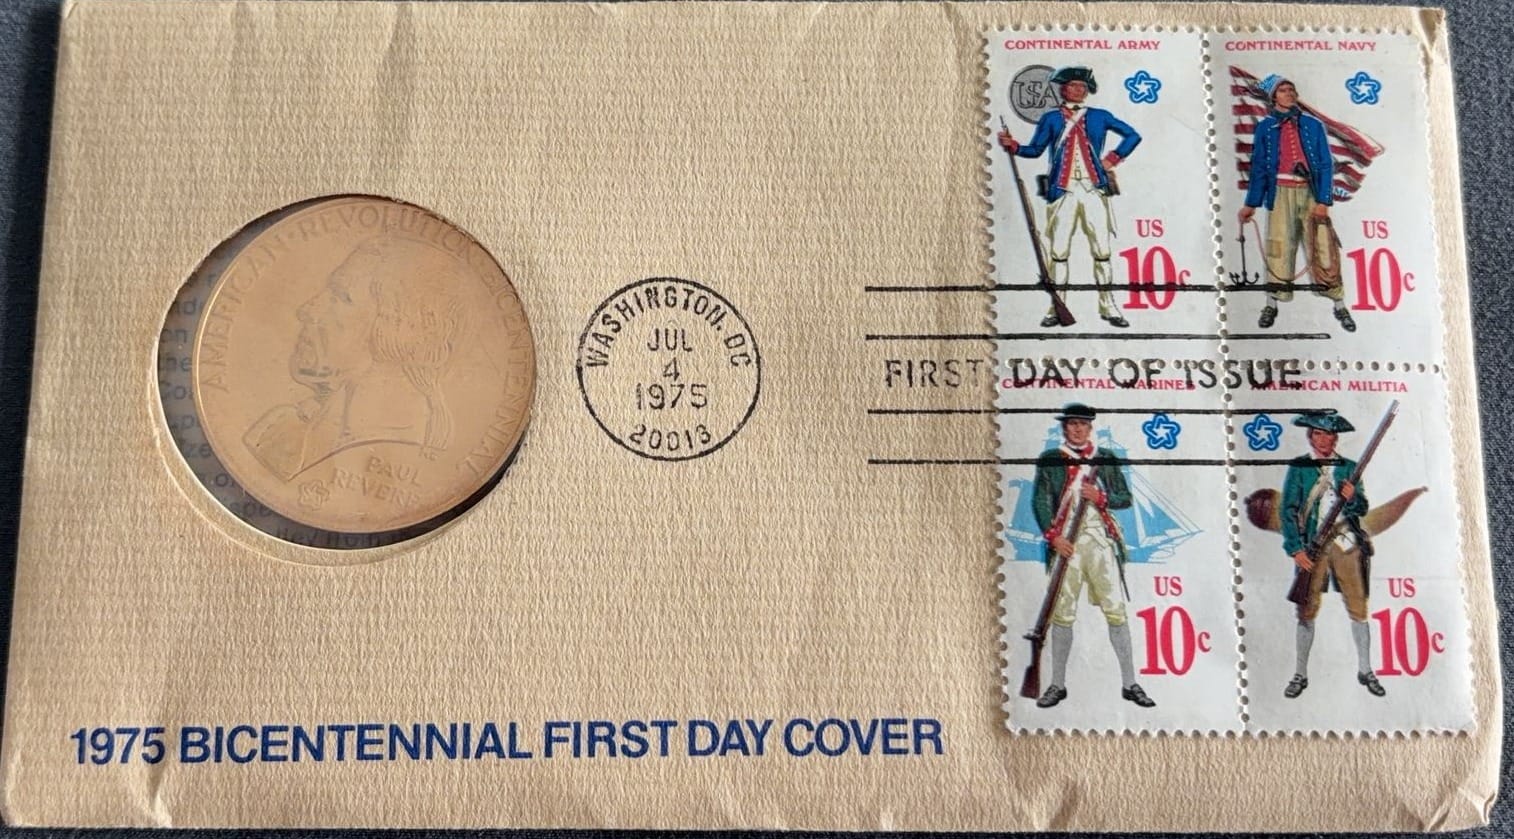 AMERICAN REVOLUTION BICENTENNIAL
PAUL
REVERE
WASHINGTON, DC
JUL
4
1975
20013
FIRST DAY OF ISSUE
CONTINENTAL ARMY
USA
US
10c
CONTINENTAL NAVY
US
10c
CONTINENTAL MARINES
US
10c
AMERICAN MILITIA
US
10c
1975 BICENTENNIAL FIRST DAY COVER